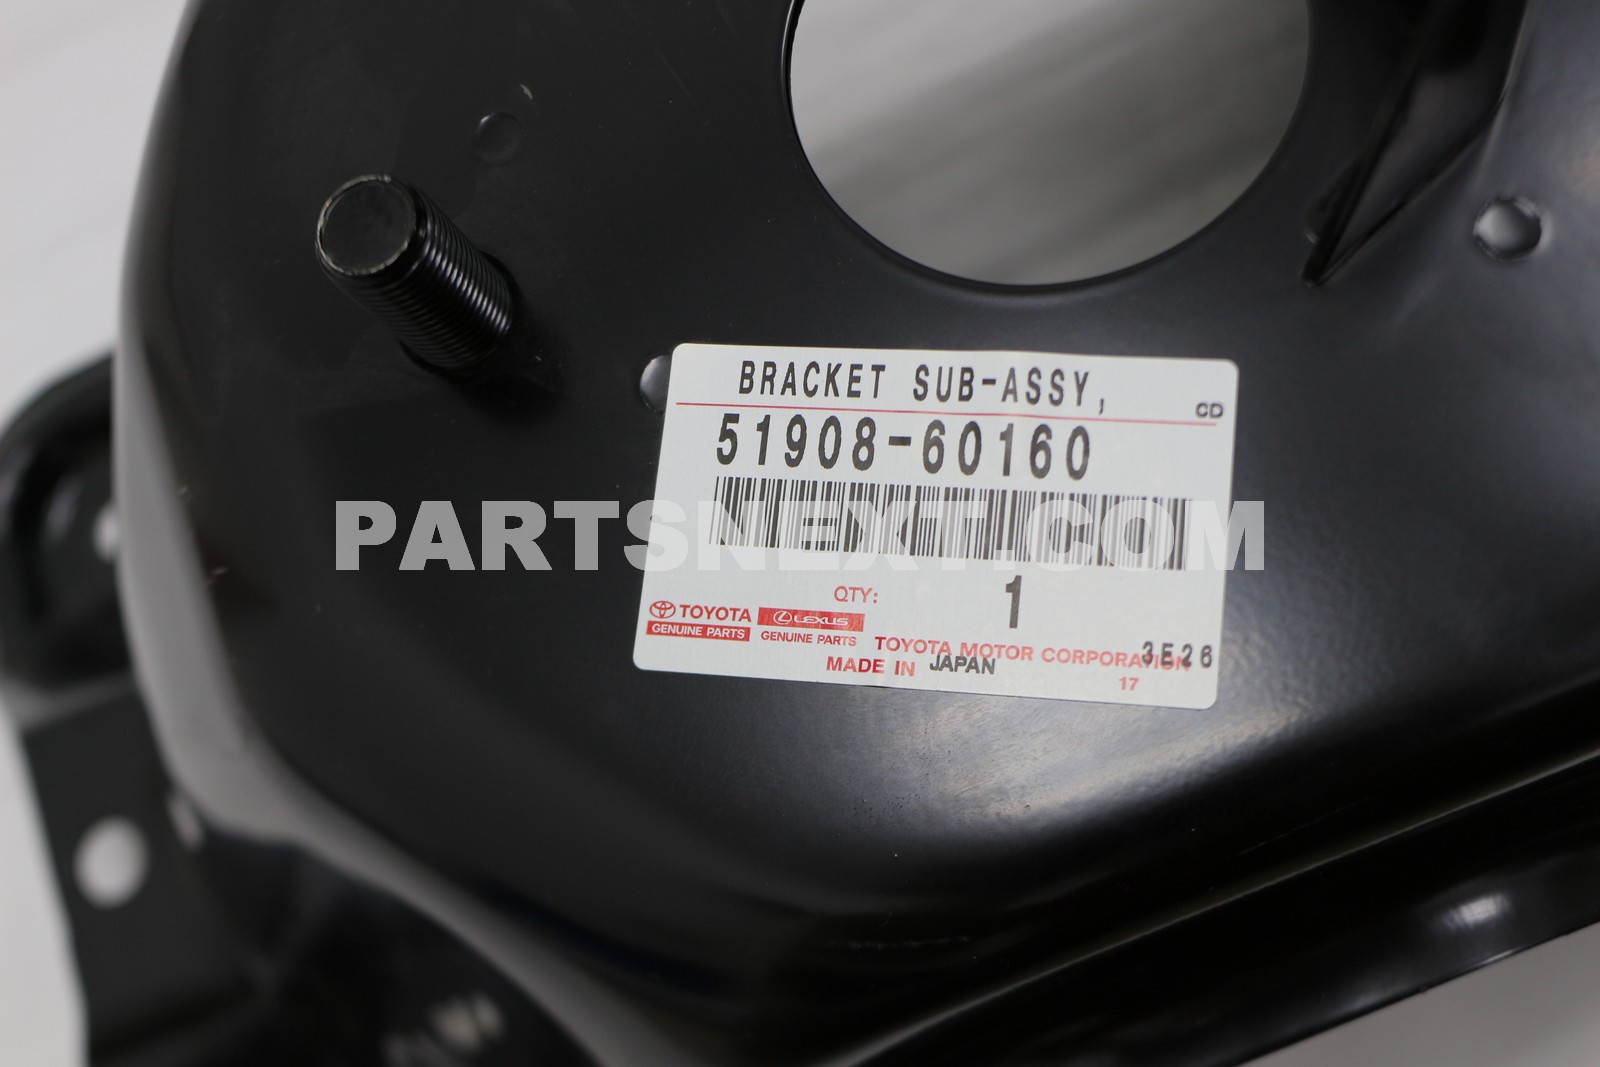 BRACKET SUB-ASSY,
CD
51908-60160
PARTSNEXT.COM
QTY: 1
TOYOTA LEXUS
GENUINE PARTS GENUINE PARTS
TOYOTA MOTOR CORPORATION
3E26
MADE IN JAPAN
17